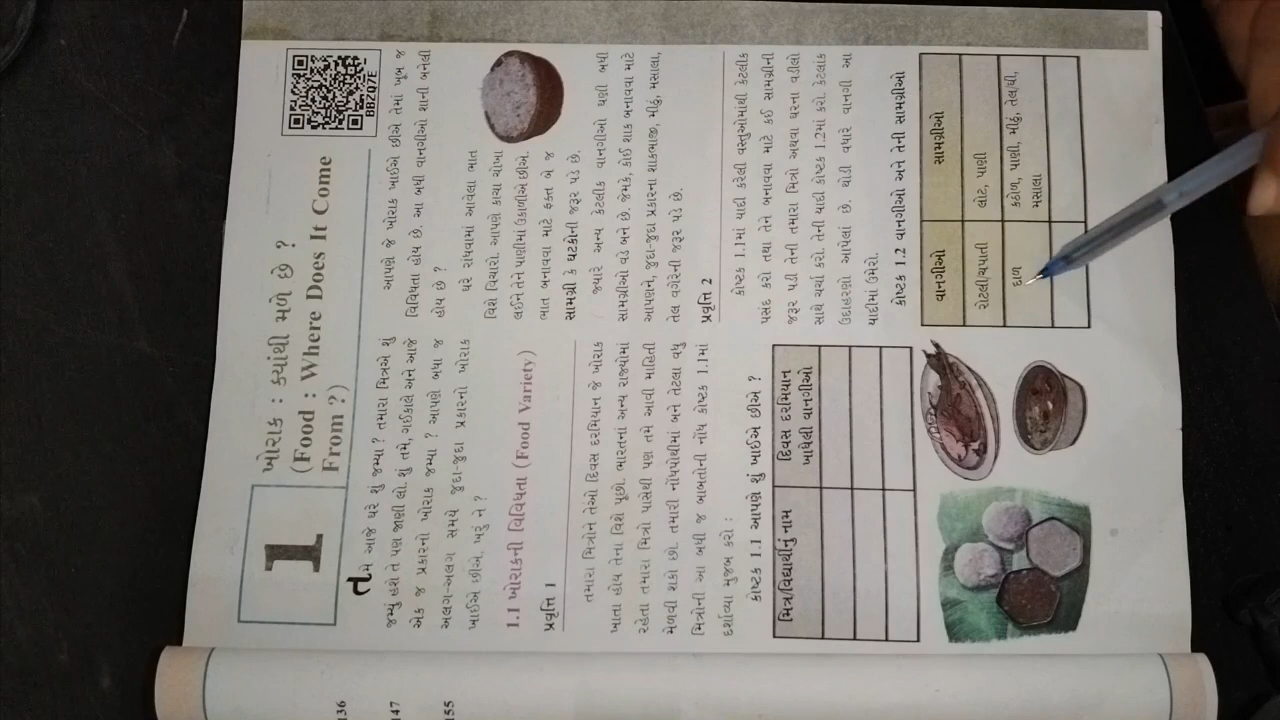 1
ખોરાક : ક્યાંથી મળે છે ?
(Food : Where Does It Come
From ?)
BBZQ7E
તમે આજે ઘરે શું જમ્યા ? તમારા મિત્રએ શું
જમ્યું હશે તે પણ જાણી લો. શું તમે, ગઈકાલે અને આજે
એક જ પ્રકારનો ખોરાક જમ્યા ? આપણે બધા જ
અલગ-અલગ સમયે જુદા-જુદા પ્રકારનો ખોરાક
ખાઈએ છીએ. ખરું ને ?
1.1 ખોરાકની વિવિધતા (Food Variety)
પ્રવૃત્તિ 1
તમારા મિત્રોને તેઓ દિવસ દરમિયાન જે ખોરાક
ખાતા હોય તેના વિશે પૂછો. ભારતનાં અન્ય રાજ્યોમાં
રહેતા તમારા મિત્રો પાસેથી પણ તમે આવી માહિતી
મેળવી શકો છો. તમારી નોંધપોથીમાં બને તેટલા વધુ
મિત્રોની આ બધી જ બાબતોની નોંધ કોષ્ટક 1.1માં
દર્શાવ્યા મુજબ કરો :
કોષ્ટક 1.1 આપણે શું ખાઈએ છીએ ?
મિત્ર/વિદ્યાર્થીનું નામ
દિવસ દરમિયાન
ખાધેલી વાનગીઓ
આપણે જે ખોરાક ખાઈએ છીએ તેમાં ખૂબ જ
વિવિધતા હોય છે. આ બધી વાનગીઓ શાની બનેલી
હોય છે ?
ઘરે રાંધવામાં આવેલા ભાત
વિશે વિચારો. આપણે કાચા ચોખા
લઈને તેને પાણીમાં ઉકાળીએ છીએ.
ભાત બનાવવા માટે ફક્ત બે જ
સામગ્રી કે ઘટકોની જરૂર પડે છે.
જ્યારે અન્ય કેટલીક વાનગીઓ ઘણી બધી
સામગ્રીઓ વડે બને છે. જેમકે, કોઈ શાક બનાવવા માટે
આપણને, જુદા-જુદા પ્રકારના શાકભાજી, મીઠું, મસાલા,
તેલ વગેરેની જરૂર પડે છે.
પ્રવૃત્તિ 2
કોષ્ટક 1.1માં યાદી કરેલી વસ્તુઓમાંથી કેટલીક
પસંદ કરો તથા તેને બનાવવા માટે કઈ સામગ્રીની
જરૂર પડી તેની તમારા મિત્રો અથવા ઘરના વડીલો
સાથે ચર્ચા કરો. તેની યાદી કોષ્ટક 1.2માં કરો. કેટલાંક
ઉદાહરણો આપેલાં છે. થોડી વધારે વાનગી આ
યાદીમાં ઉમેરો.
કોષ્ટક 1.2 વાનગીઓ અને તેની સામગ્રીઓ
વાનગીઓ સામગ્રીઓ
રોટલી/ચપાતી લોટ, પાણી
દાળ કઠોળ, પાણી, મીઠું, તેલ/ઘી,
મસાલા
136
147
155